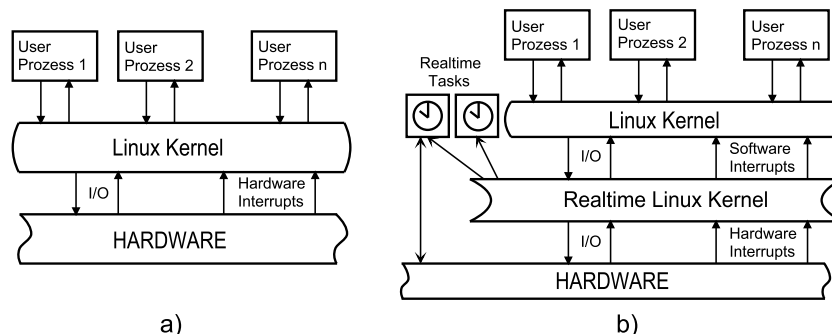 User
Prozess 1
User
Prozess 2
User
Prozess n
Linux Kernel
I/O
Hardware
Interrupts
HARDWARE
a)
Realtime
Tasks
User
Prozess 1
User
Prozess 2
User
Prozess n
Linux Kernel
I/O
Software
Interrupts
Realtime Linux Kernel
I/O
Hardware
Interrupts
HARDWARE
b)